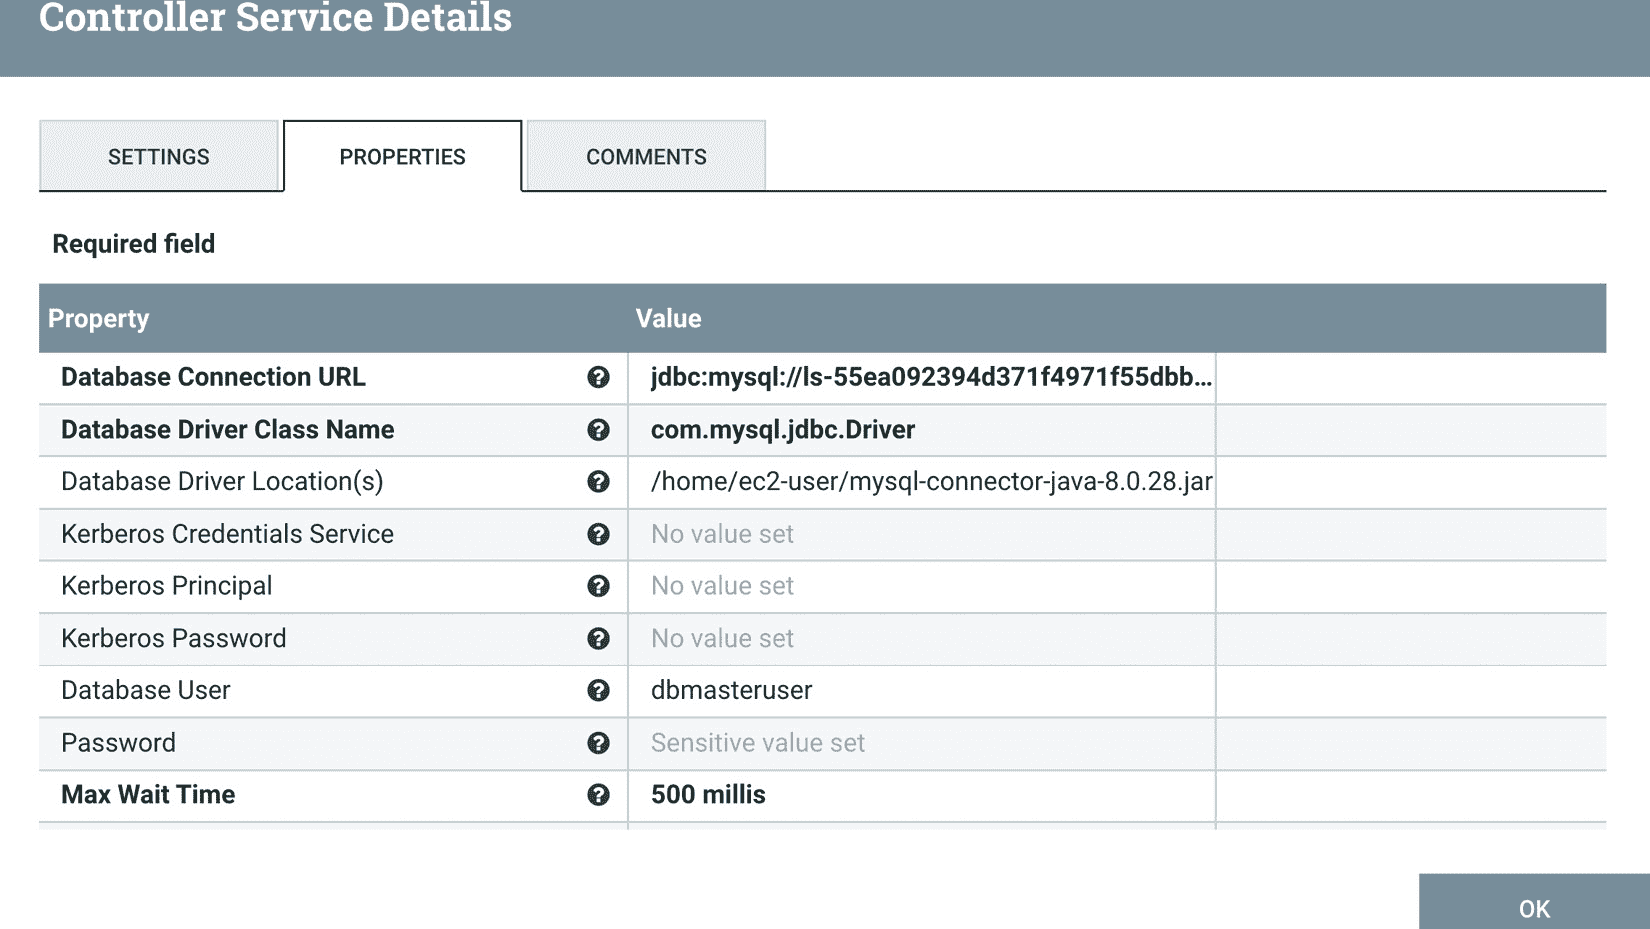 Controller Service Details
SETTINGS PROPERTIES COMMENTS
Required field
Property Value
Database Connection URL ? jdbc:mysql://ls-55ea092394d371f4971f55dbb...
Database Driver Class Name ? com.mysql.jdbc.Driver
Database Driver Location(s) ? /home/ec2-user/mysql-connector-java-8.0.28.jar
Kerberos Credentials Service ? No value set
Kerberos Principal ? No value set
Kerberos Password ? No value set
Database User ? dbmasteruser
Password ? Sensitive value set
Max Wait Time ? 500 millis
OK